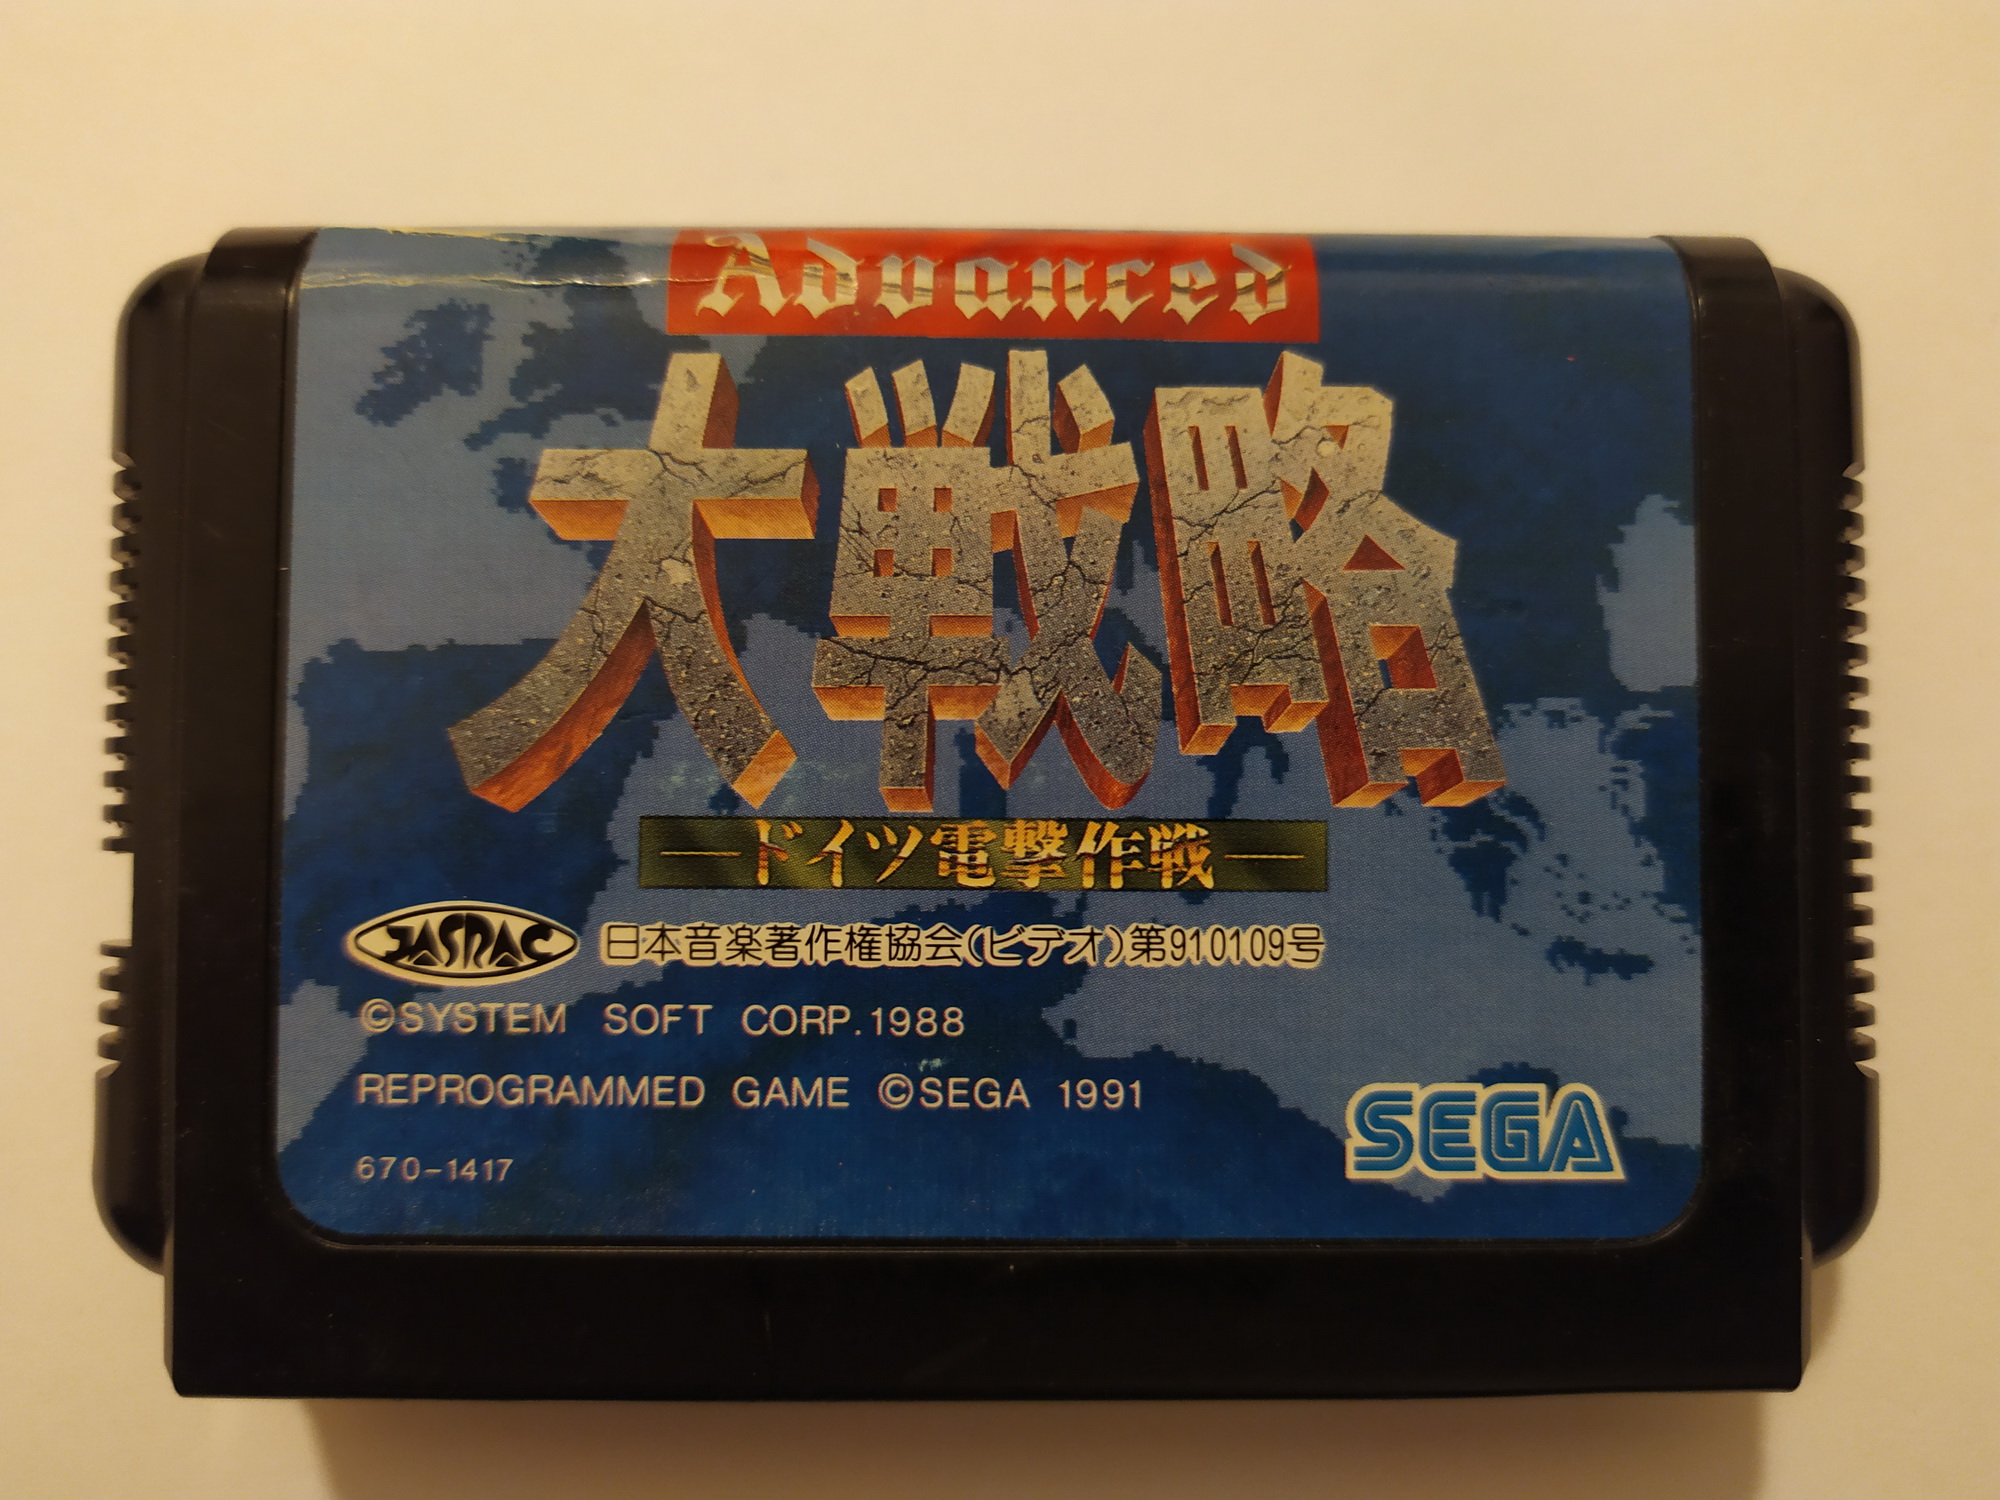 Advanced
大戦略
―ドイツ電撃作戦―
JASRAC 日本音楽著作権協会(ビデオ)第910109号
©SYSTEM SOFT CORP.1988
REPROGRAMMED GAME ©SEGA 1991
670-1417
SEGA